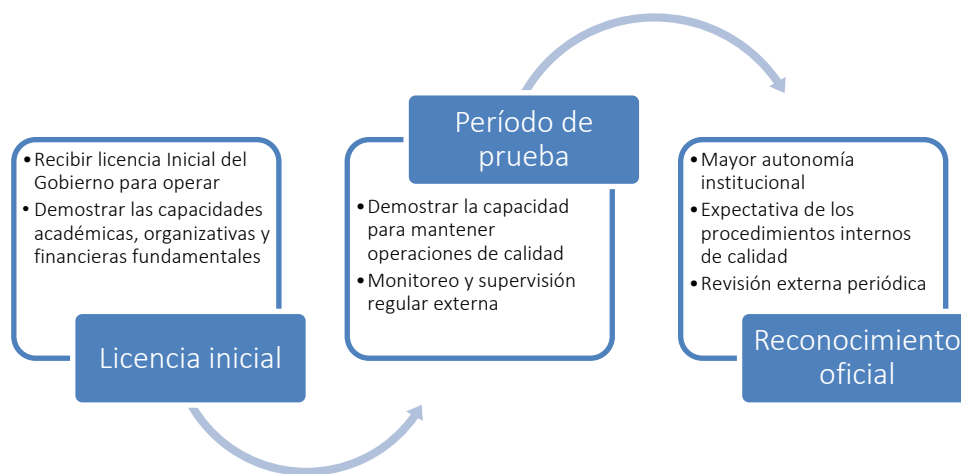 • Recibir licencia Inicial del
Gobierno para operar
• Demostrar las capacidades
académicas, organizativas y
financieras fundamentales
Licencia inicial
Período de
prueba
• Demostrar la capacidad
para mantener
operaciones de calidad
• Monitoreo y supervisión
regular externa
• Mayor autonomía
institucional
• Expectativa de los
procedimientos internos
de calidad
• Revisión externa periódica
Reconocimiento
oficial